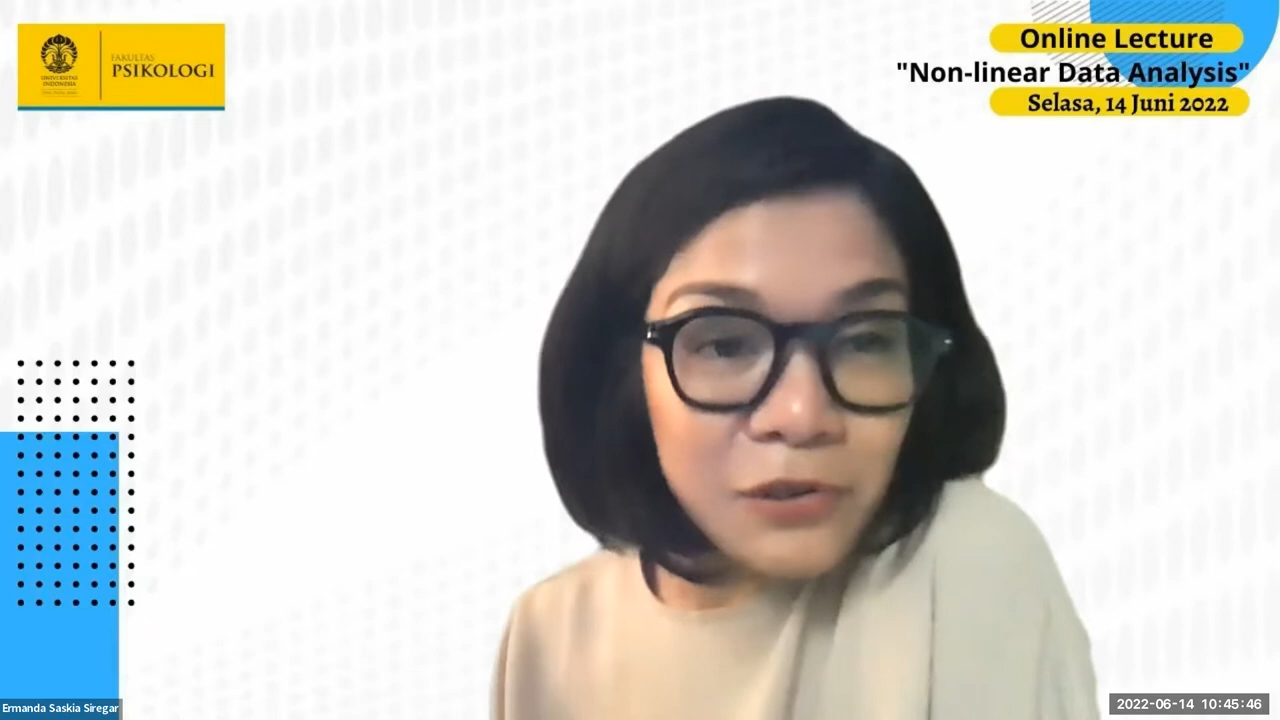 UNIVERSITAS
INDONESIA
FAKULTAS
PSIKOLOGI
Online Lecture
"Non-linear Data Analysis"
Selasa, 14 Juni 2022
Ermanda Saskia Siregar
2022-06-14 10:45:46